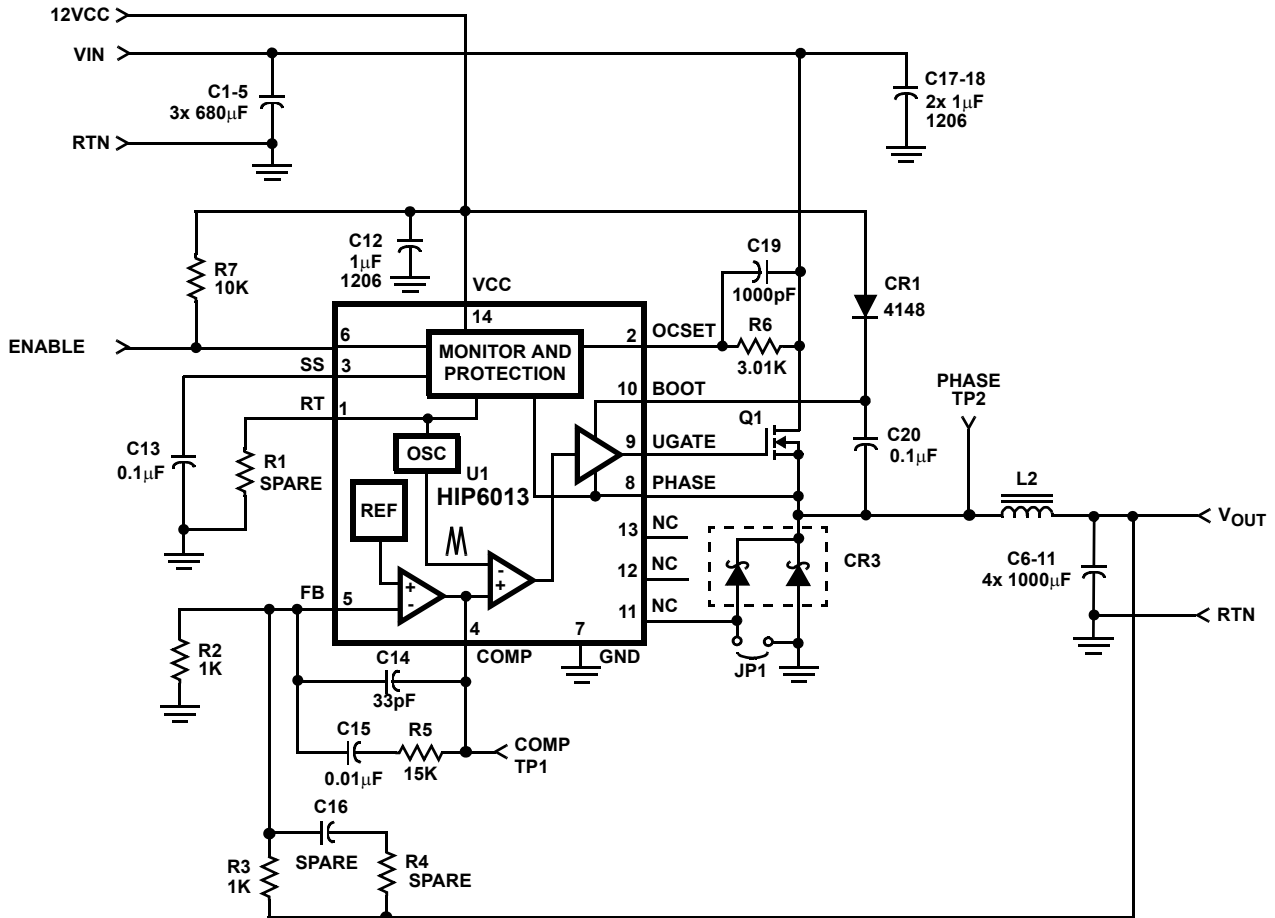 12VCC
VIN
C1-5
3x 680µF
RTN
C17-18
2x 1µF
1206
C12
1µF
1206
R7
10K
VCC
14
C19
1000pF
CR1
4148
ENABLE
6
MONITOR AND
PROTECTION
2
OCSET
R6
3.01K
SS
3
RT
1
10
BOOT
PHASE
TP2
Q1
C13
0.1µF
R1
SPARE
OSC
U1
HIP6013
REF
9
UGATE
C20
0.1µF
8
PHASE
L2
VOUT
13
NC
12
NC
11
NC
CR3
C6-11
4x 1000µF
RTN
FB
5
+
-
-
+
4
COMP
7
GND
JP1
R2
1K
C14
33pF
C15
0.01µF
R5
15K
COMP
TP1
C16
SPARE
R3
1K
R4
SPARE